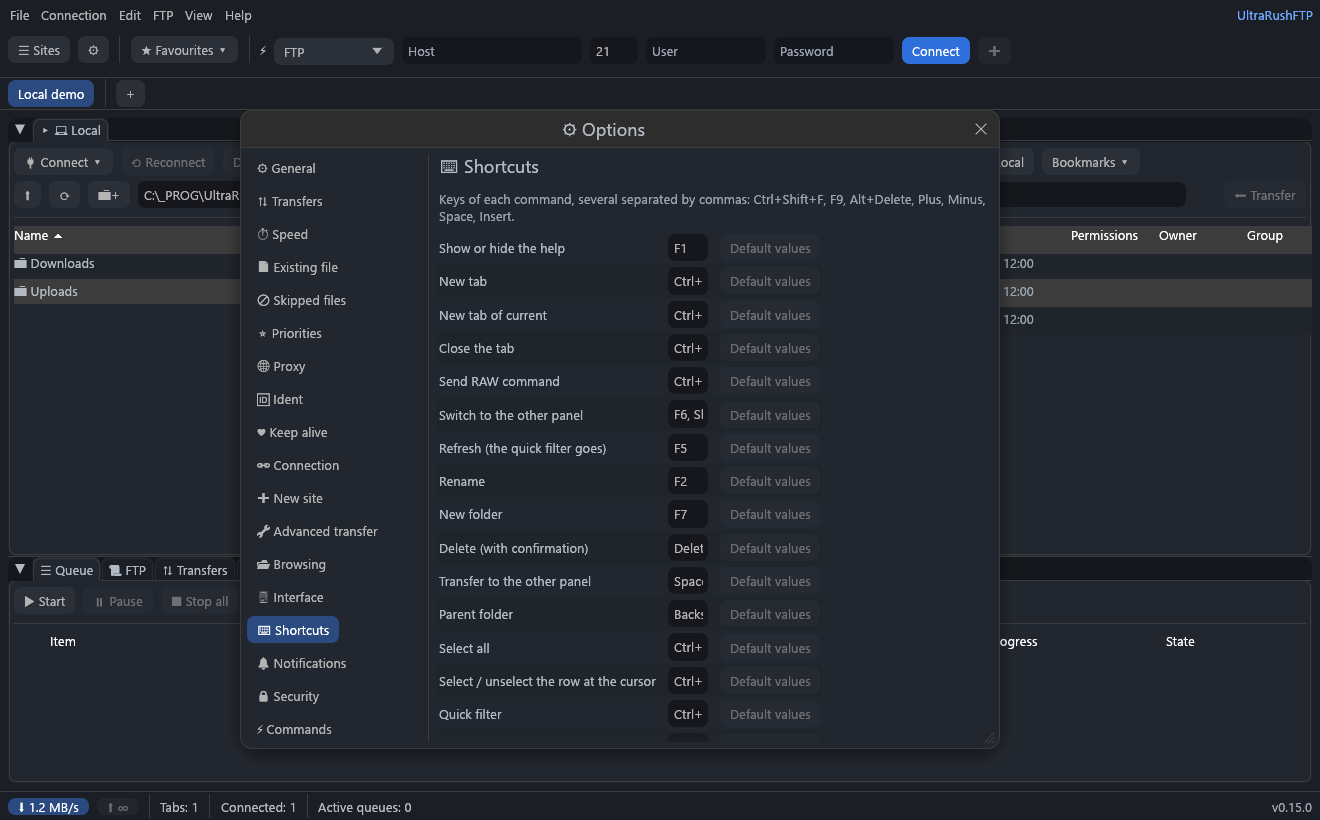 File Connection Edit FTP View Help UltraRushFTP
Sites Favourites FTP Host 21 User Password Connect +
Local demo +
Local
Connect Reconnect D ocal Bookmarks
C:\_PROG\UltraR Transfer
Name Permissions Owner Group
Downloads 12:00
Uploads 12:00
12:00
Options
General
Transfers
Speed
Existing file
Skipped files
Priorities
Proxy
Ident
Keep alive
Connection
New site
Advanced transfer
Browsing
Interface
Shortcuts
Notifications
Security
Commands
Shortcuts
Keys of each command, several separated by commas: Ctrl+Shift+F, F9, Alt+Delete, Plus, Minus,
Space, Insert.
Show or hide the help F1 Default values
New tab Ctrl+ Default values
New tab of current Ctrl+ Default values
Close the tab Ctrl+ Default values
Send RAW command Ctrl+ Default values
Switch to the other panel F6, Sl Default values
Refresh (the quick filter goes) F5 Default values
Rename F2 Default values
New folder F7 Default values
Delete (with confirmation) Delet Default values
Transfer to the other panel Space Default values
Parent folder Backs Default values
Select all Ctrl+ Default values
Select / unselect the row at the cursor Ctrl+ Default values
Quick filter Ctrl+ Default values
Queue FTP Transfers
Start Pause Stop all
Item ogress State
1.2 MB/s ∞ Tabs: 1 Connected: 1 Active queues: 0 v0.15.0